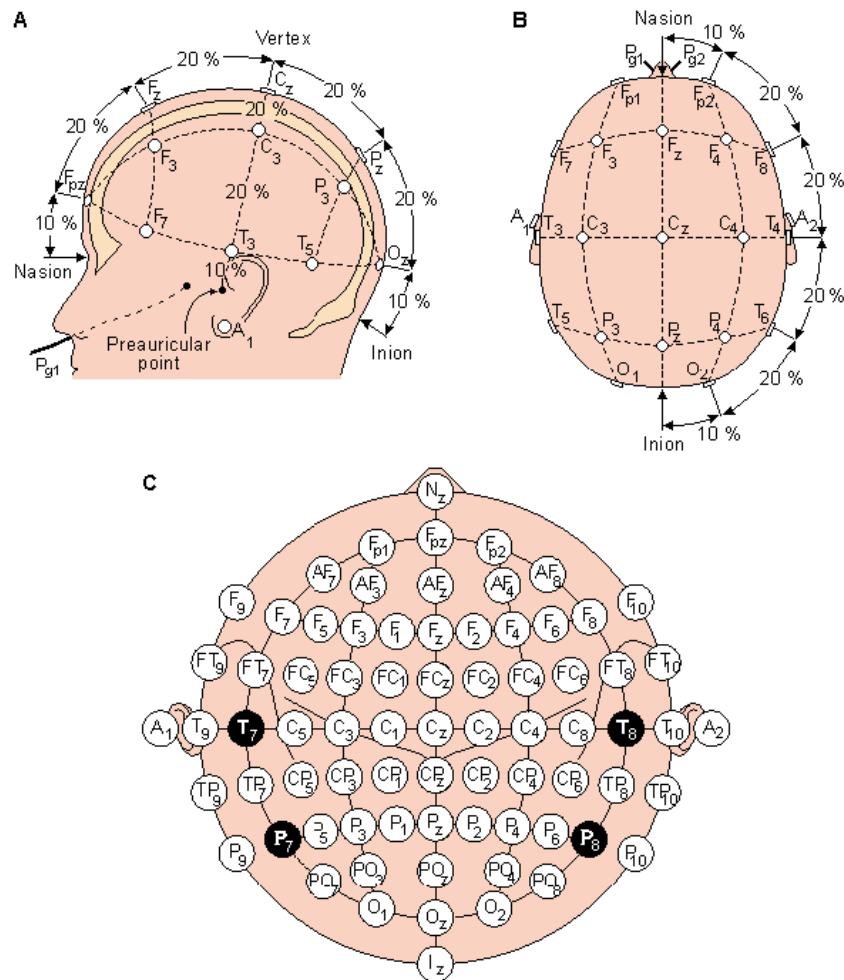 A
Vertex
20 %
20 %
Fz
Cz
20 %
20 %
C3
20 %
Pz
F3
P3
20 %
20 %
Fpz
F7
10 %
T3
T5
Oz
Nasion
10 %
10 %
A1
Preauricular
point
Inion
Pg1
B
Nasion
10 %
Pg1
Pg2
Fp1
Fp2
20 %
F7
F3
Fz
F4
F8
20 %
A1
T3
C3
Cz
C4
T4
A2
20 %
T5
P3
Pz
P4
T6
O1
O2
20 %
Inion
10 %
C
Nz
Fp1
Fpz
Fp2
AF7
AF3
AFz
AF4
AF8
F9
F7
F5
F3
F1
Fz
F2
F4
F6
F8
F10
FT9
FT7
FC5
FC3
FC1
FCz
FC2
FC4
FC6
FT8
FT10
A1
T9
T7
C5
C3
C1
Cz
C2
C4
C8
T8
T10
A2
TP9
TP7
CP5
CP3
CP1
CPz
CP2
CP4
CP6
TP8
TP10
P9
P7
P5
P3
P1
Pz
P2
P4
P6
P8
P10
PO7
PO3
POz
PO4
PO8
O1
Oz
O2
Iz